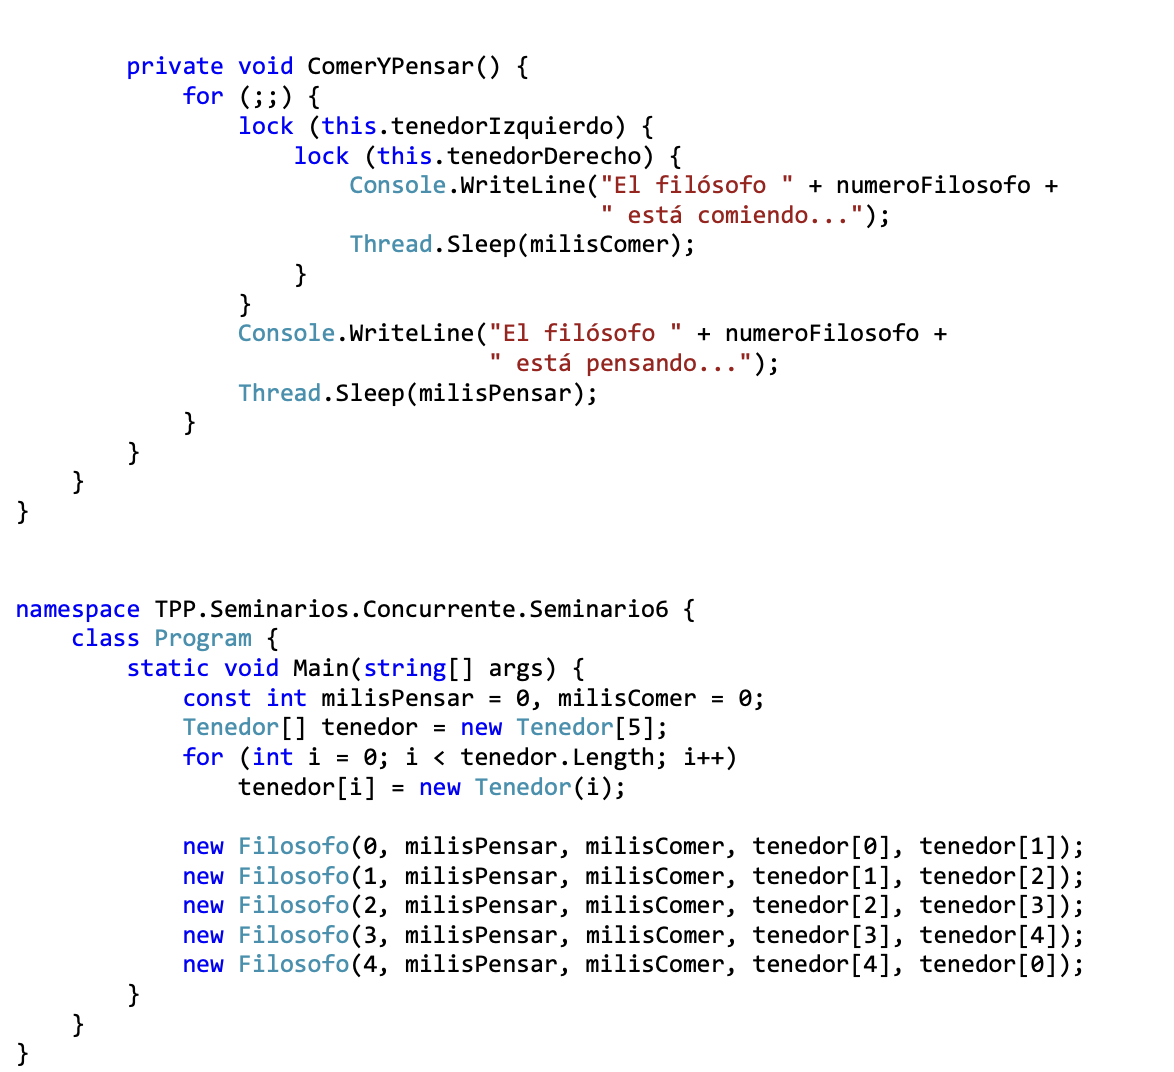 private void ComerYPensar() {
for (;;) {
lock (this.tenedorIzquierdo) {
lock (this.tenedorDerecho) {
Console.WriteLine("El filósofo " + numeroFilosofo +
" está comiendo...");
Thread.Sleep(milisComer);
}
}
Console.WriteLine("El filósofo " + numeroFilosofo +
" está pensando...");
Thread.Sleep(milisPensar);
}
}
}
}
namespace TPP.Seminarios.Concurrente.Seminario6 {
class Program {
static void Main(string[] args) {
const int milisPensar = 0, milisComer = 0;
Tenedor[] tenedor = new Tenedor[5];
for (int i = 0; i < tenedor.Length; i++)
tenedor[i] = new Tenedor(i);
new Filosofo(0, milisPensar, milisComer, tenedor[0], tenedor[1]);
new Filosofo(1, milisPensar, milisComer, tenedor[1], tenedor[2]);
new Filosofo(2, milisPensar, milisComer, tenedor[2], tenedor[3]);
new Filosofo(3, milisPensar, milisComer, tenedor[3], tenedor[4]);
new Filosofo(4, milisPensar, milisComer, tenedor[4], tenedor[0]);
}
}
}